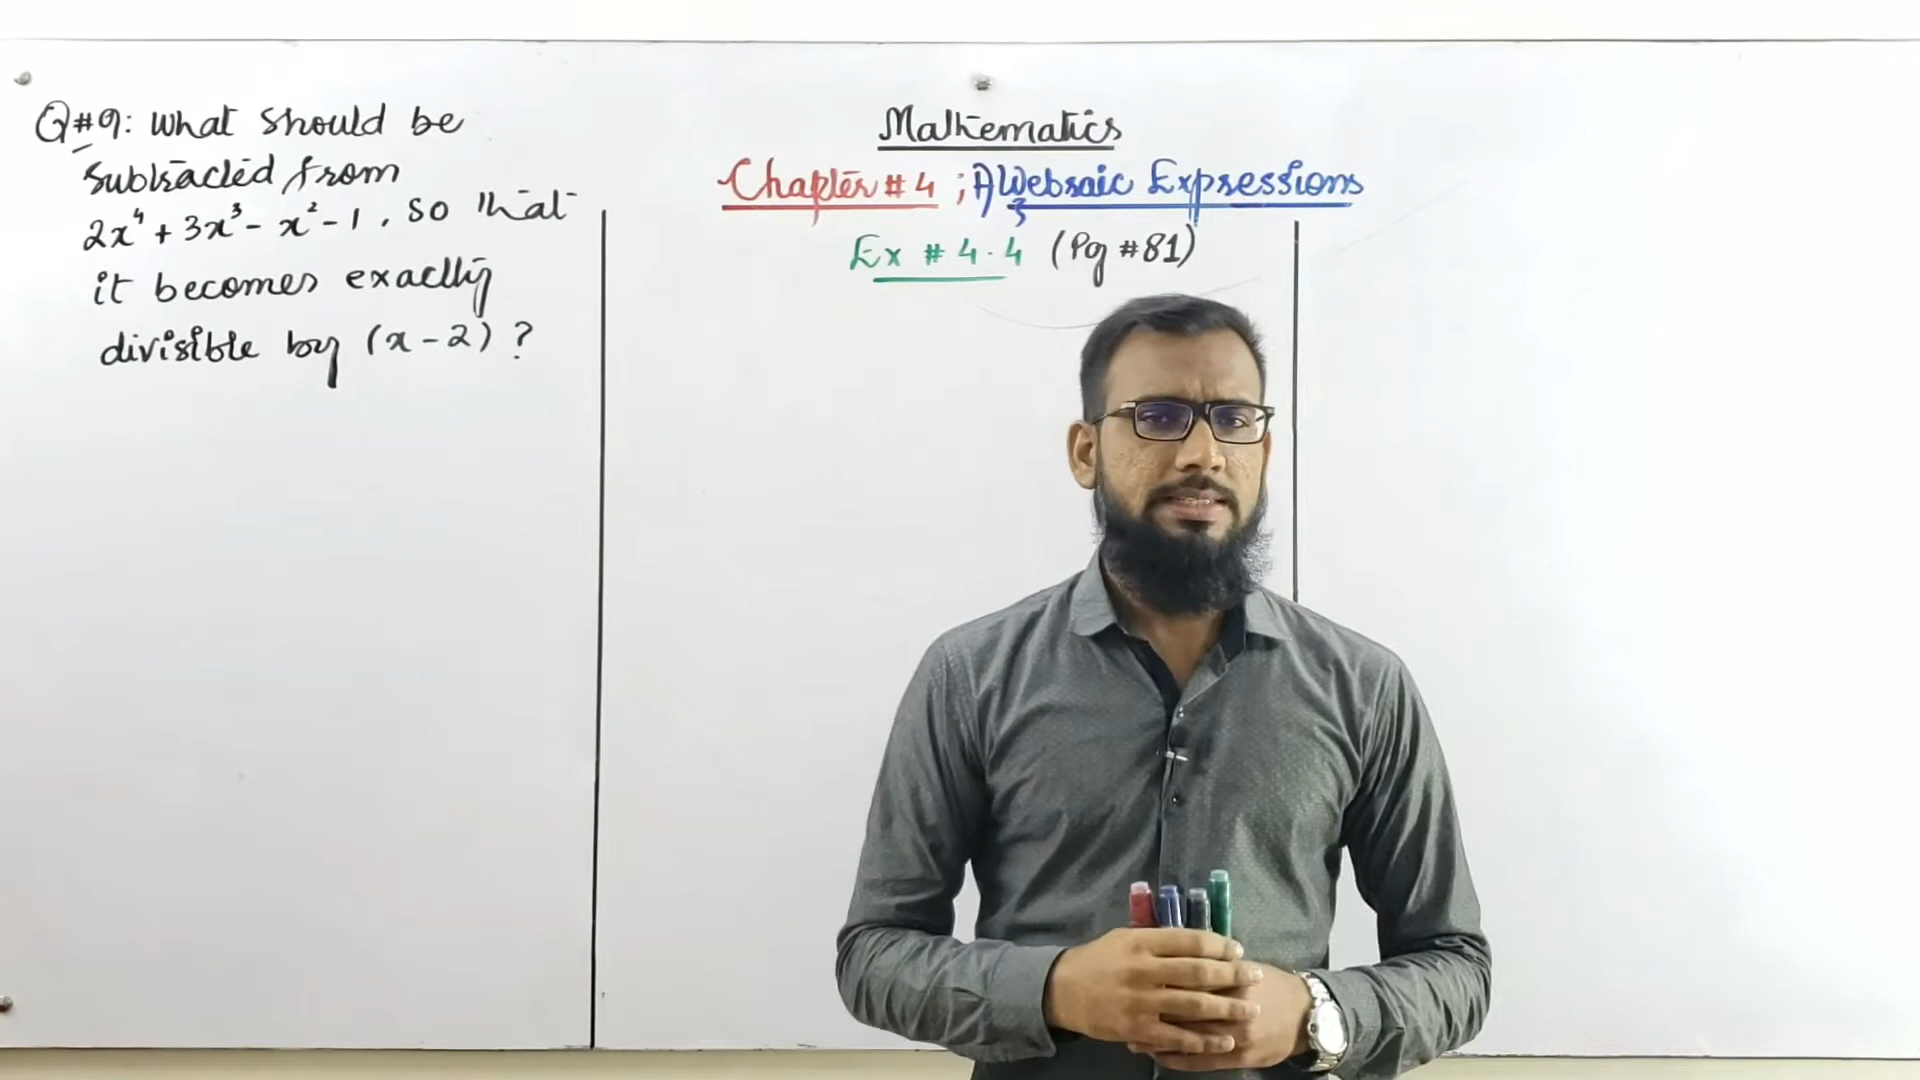 Q#9: What should be
subtracted from
2x⁴ + 3x³ - x² - 1, so that
it becomes exactly
divisible by (x - 2) ?
Mathematics
Chapter # 4 ; Algebraic Expressions
Ex # 4.4 (Pg #81)